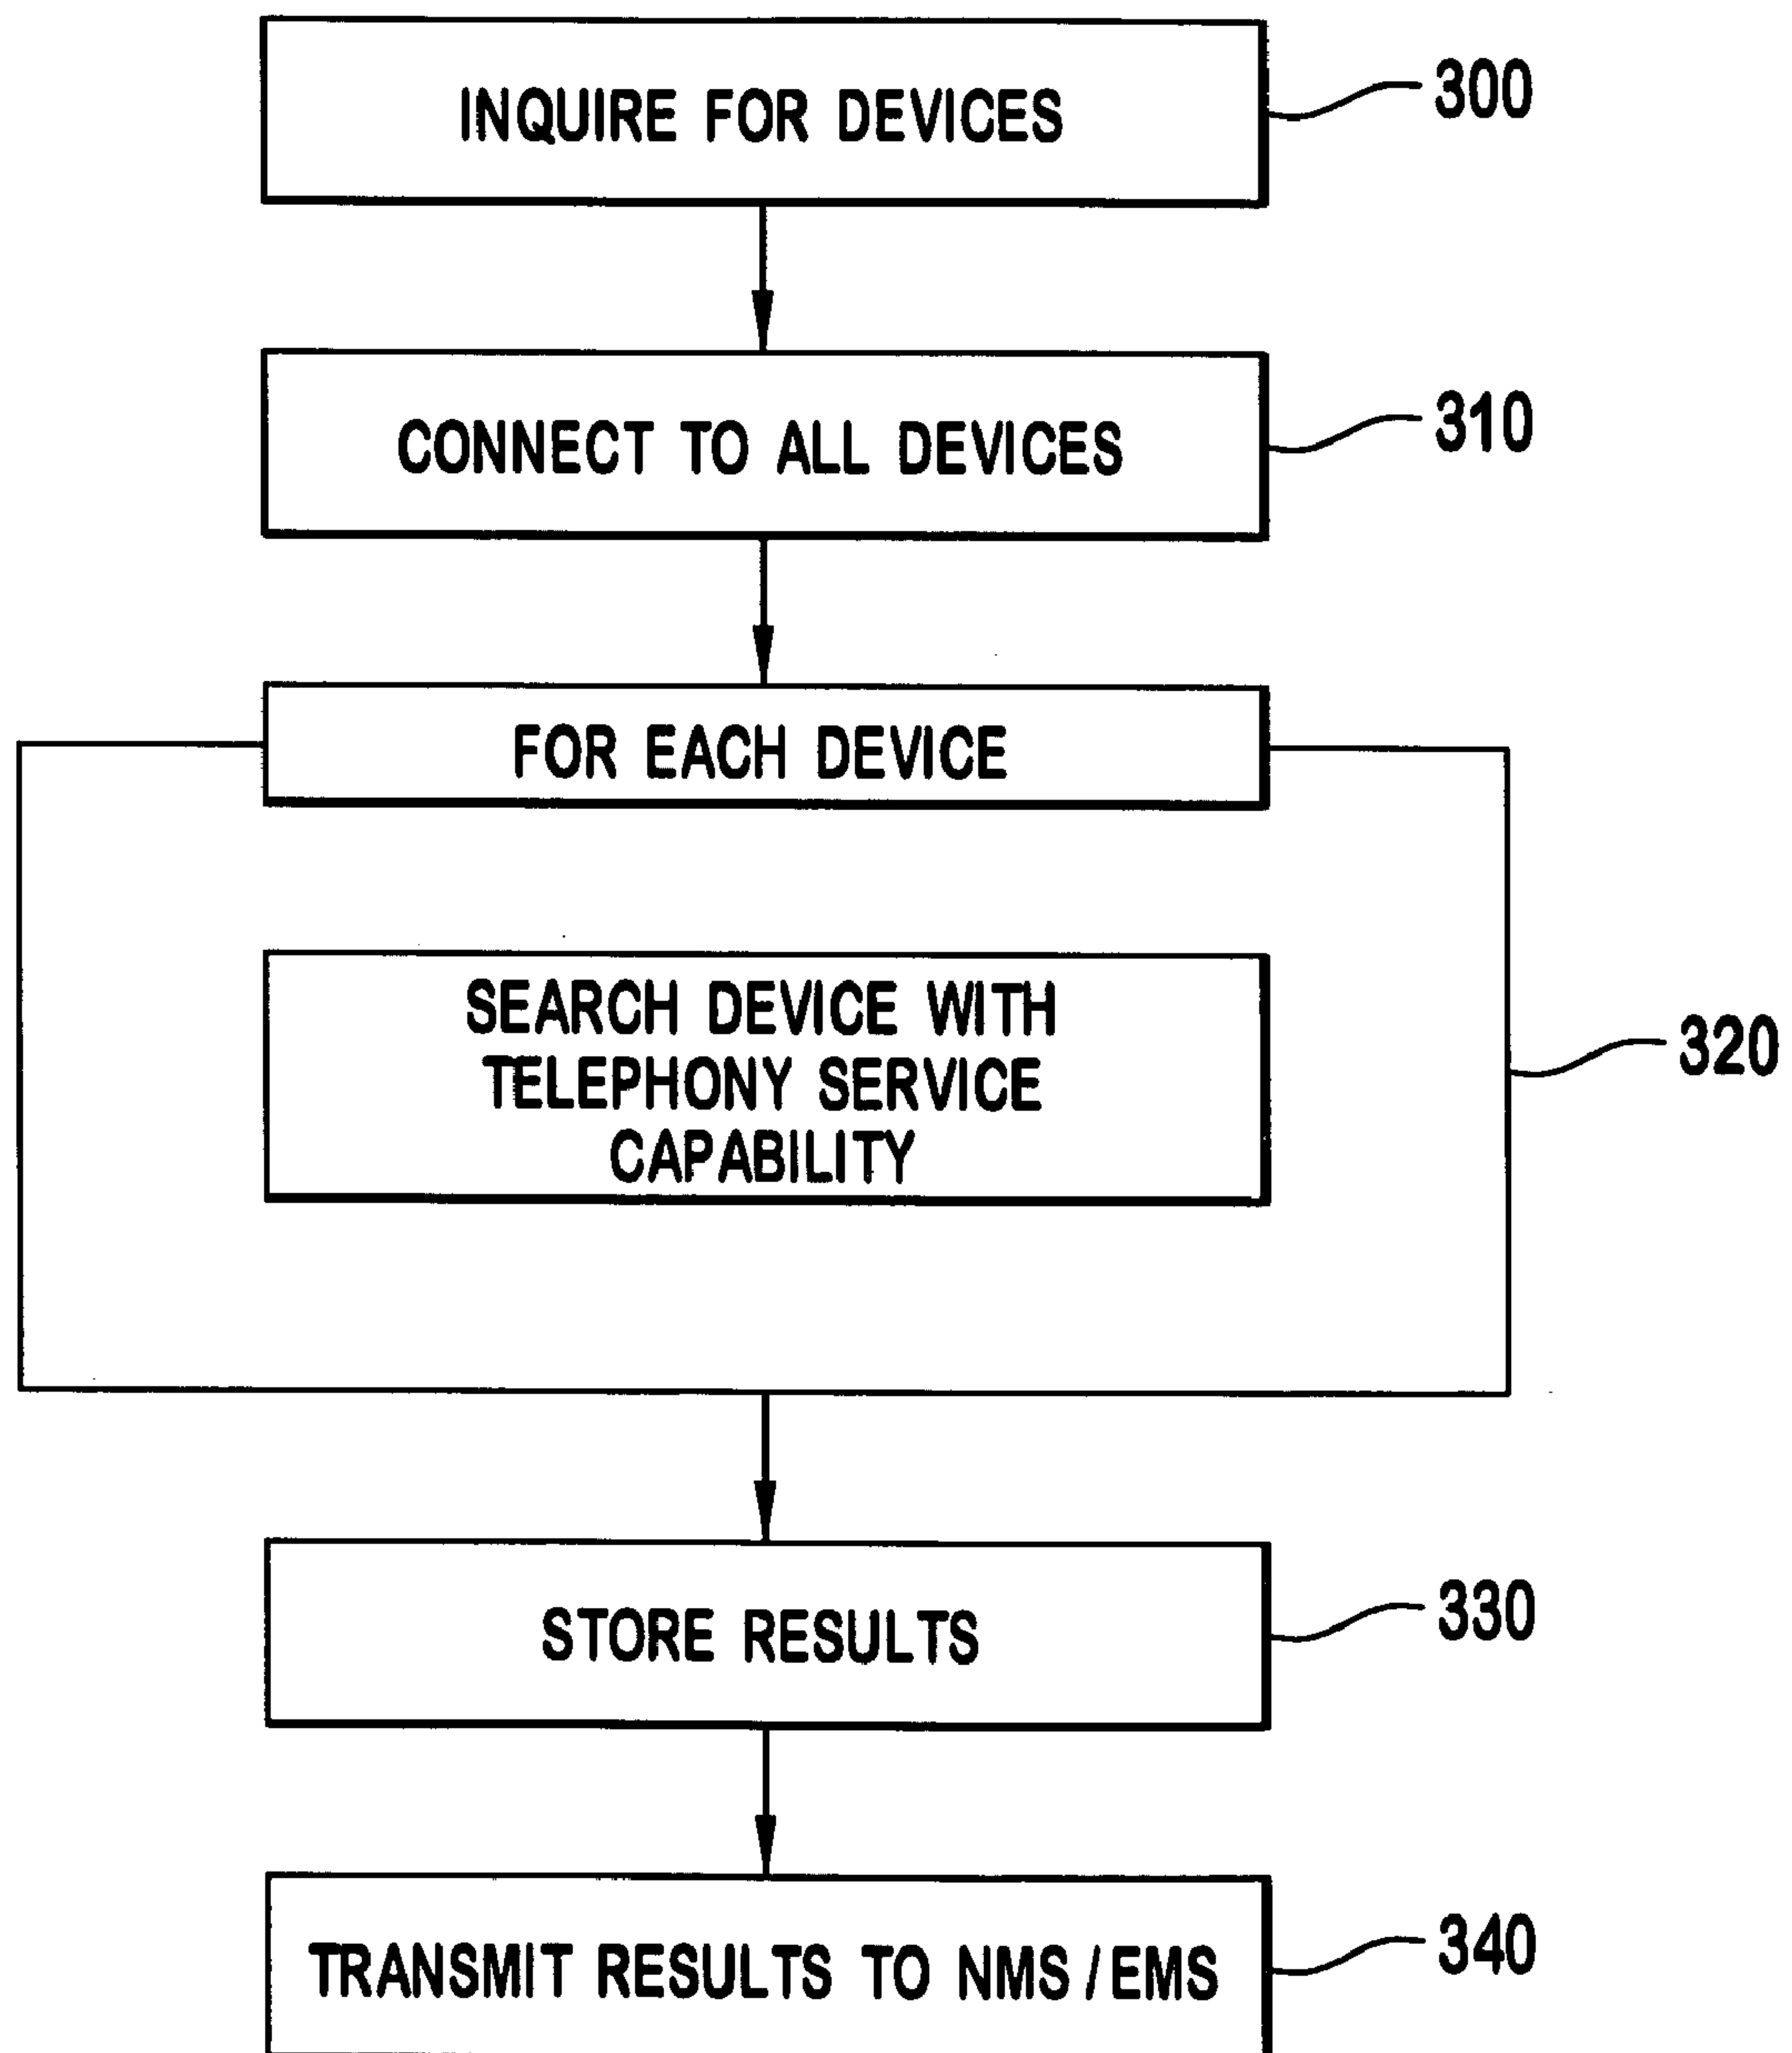 INQUIRE FOR DEVICES
300
CONNECT TO ALL DEVICES
310
FOR EACH DEVICE
SEARCH DEVICE WITH
TELEPHONY SERVICE
CAPABILITY
320
STORE RESULTS
330
TRANSMIT RESULTS TO NMS/EMS
340